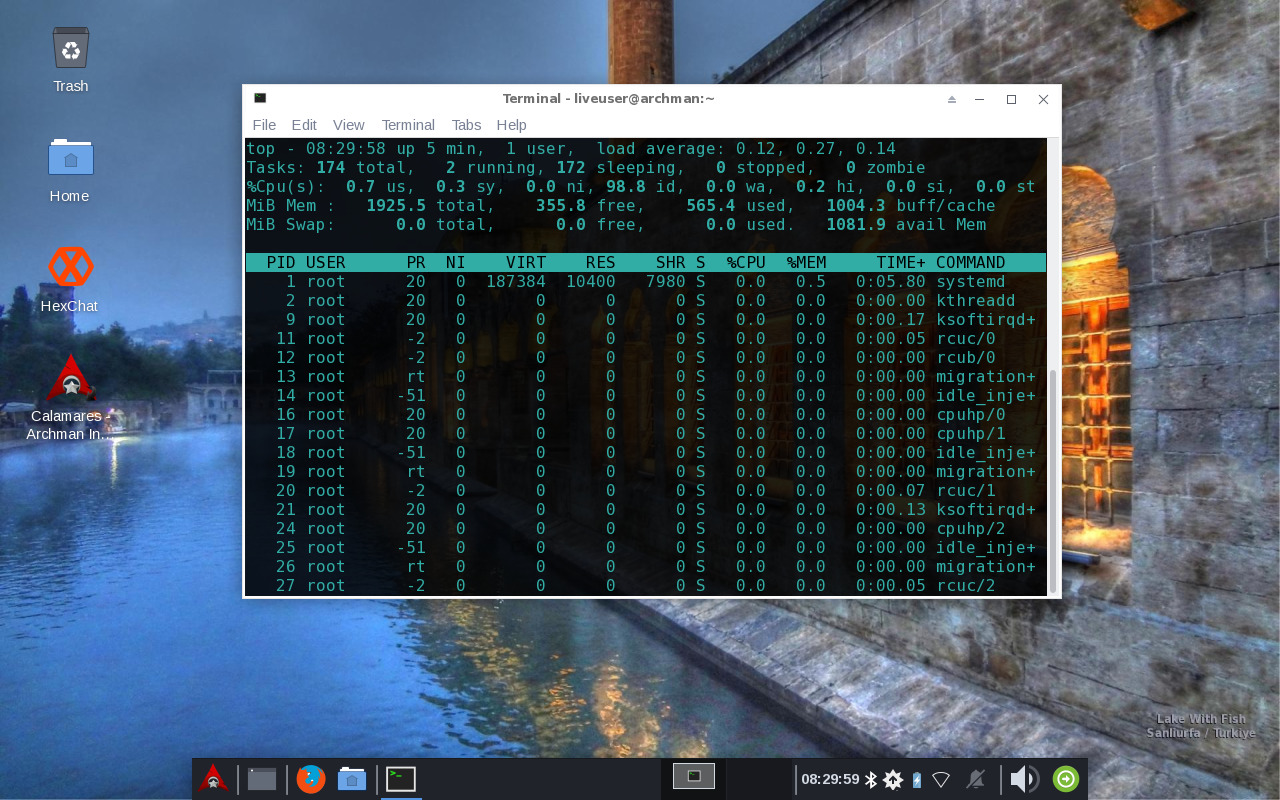 Trash
Home
HexChat
Calamares -
Archman In...
Terminal - liveuser@archman:~
File Edit View Terminal Tabs Help
top - 08:29:58 up 5 min,  1 user,  load average: 0.12, 0.27, 0.14
Tasks: 174 total,   2 running, 172 sleeping,   0 stopped,   0 zombie
%Cpu(s):  0.7 us,  0.3 sy,  0.0 ni, 98.8 id,  0.0 wa,  0.2 hi,  0.0 si,  0.0 st
MiB Mem :   1925.5 total,    355.8 free,    565.4 used,   1004.3 buff/cache
MiB Swap:      0.0 total,      0.0 free,      0.0 used.   1081.9 avail Mem
PID USER PR NI VIRT RES SHR S %CPU %MEM TIME+ COMMAND
1 root 20 0 187384 10400 7980 S 0.0 0.5 0:05.80 systemd
2 root 20 0 0 0 0 S 0.0 0.0 0:00.00 kthreadd
9 root 20 0 0 0 0 S 0.0 0.0 0:00.17 ksoftirqd+
11 root -2 0 0 0 0 S 0.0 0.0 0:00.05 rcuc/0
12 root -2 0 0 0 0 S 0.0 0.0 0:00.00 rcub/0
13 root rt 0 0 0 0 S 0.0 0.0 0:00.00 migration+
14 root -51 0 0 0 0 S 0.0 0.0 0:00.00 idle_inje+
16 root 20 0 0 0 0 S 0.0 0.0 0:00.00 cpuhp/0
17 root 20 0 0 0 0 S 0.0 0.0 0:00.00 cpuhp/1
18 root -51 0 0 0 0 S 0.0 0.0 0:00.00 idle_inje+
19 root rt 0 0 0 0 S 0.0 0.0 0:00.00 migration+
20 root -2 0 0 0 0 S 0.0 0.0 0:00.07 rcuc/1
21 root 20 0 0 0 0 S 0.0 0.0 0:00.13 ksoftirqd+
24 root 20 0 0 0 0 S 0.0 0.0 0:00.00 cpuhp/2
25 root -51 0 0 0 0 S 0.0 0.0 0:00.00 idle_inje+
26 root rt 0 0 0 0 S 0.0 0.0 0:00.00 migration+
27 root -2 0 0 0 0 S 0.0 0.0 0:00.05 rcuc/2
Lake With Fish
Sanliurfa / Turkiye
08:29:59